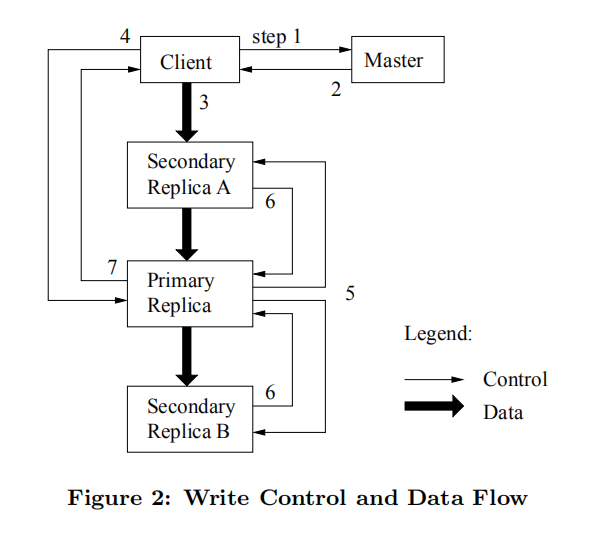 4
step 1
Client
Master
2
3
Secondary
Replica A
6
7
Primary
Replica
5
Legend:
Control
6
Secondary
Replica B
Data
Figure 2: Write Control and Data Flow